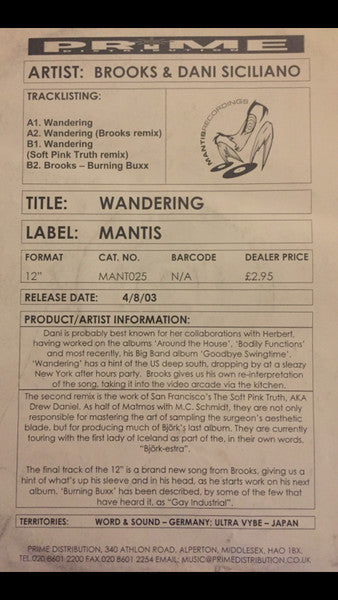 PRIME
DISTRIBUTION
ARTIST: BROOKS & DANI SICILIANO
TRACKLISTING:
A1. Wandering
A2. Wandering (Brooks remix)
B1. Wandering
(Soft Pink Truth remix)
B2. Brooks – Burning Buxx
MANTISRECORDINGS
TITLE: WANDERING
LABEL: MANTIS
FORMAT CAT. NO. BARCODE DEALER PRICE
12" MANT025 N/A £2.95
RELEASE DATE: 4/8/03
PRODUCT/ARTIST INFORMATION:
Dani is probably best known for her collaborations with Herbert,
having worked on the albums 'Around the House', 'Bodily Functions'
and most recently, his Big Band album 'Goodbye Swingtime'.
'Wandering' has a hint of the US deep south, dropping by at a sleazy
New York after hours party. Brooks gives us his own re-interpretation
of the song, taking it into the video arcade via the kitchen.
The second remix is the work of San Francisco's The Soft Pink Truth, AKA
Drew Daniel. As half of Matmos with M.C. Schmidt, they are not only
responsible for mastering the art of sampling the surgeon's aesthetic
blade, but for producing much of Björk's last album. They are currently
touring with the first lady of Iceland as part of the, in their own words,
"Björk-estra".
The final track of the 12" is a brand new song from Brooks, giving us a
hint of what's up his sleeve and in his head, as he starts work on his next
album. 'Burning Buxx' has been described, by some of the few that
have heard it, as "Gay Industrial".
TERRITORIES: WORD & SOUND – GERMANY: ULTRA VYBE – JAPAN
PRIME DISTRIBUTION, 340 ATHLON ROAD, ALPERTON, MIDDLESEX, HAO 1BX.
TEL.020 8601 2200 FAX.020 8601 2254 EMAIL: MUSIC@PRIMEDISTRIBUTION.CO.UK